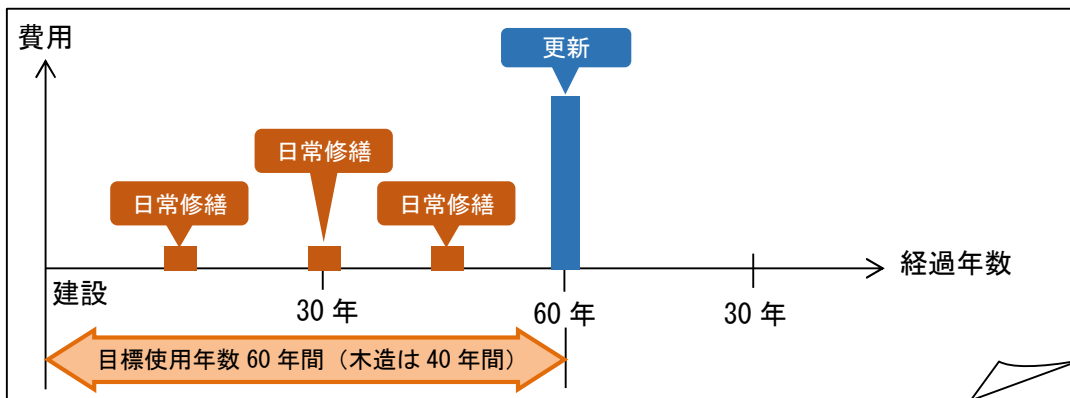 費用
更新
日常修繕
日常修繕
日常修繕
経過年数
建設
30 年
60 年
30 年
目標使用年数 60 年間（木造は 40 年間）